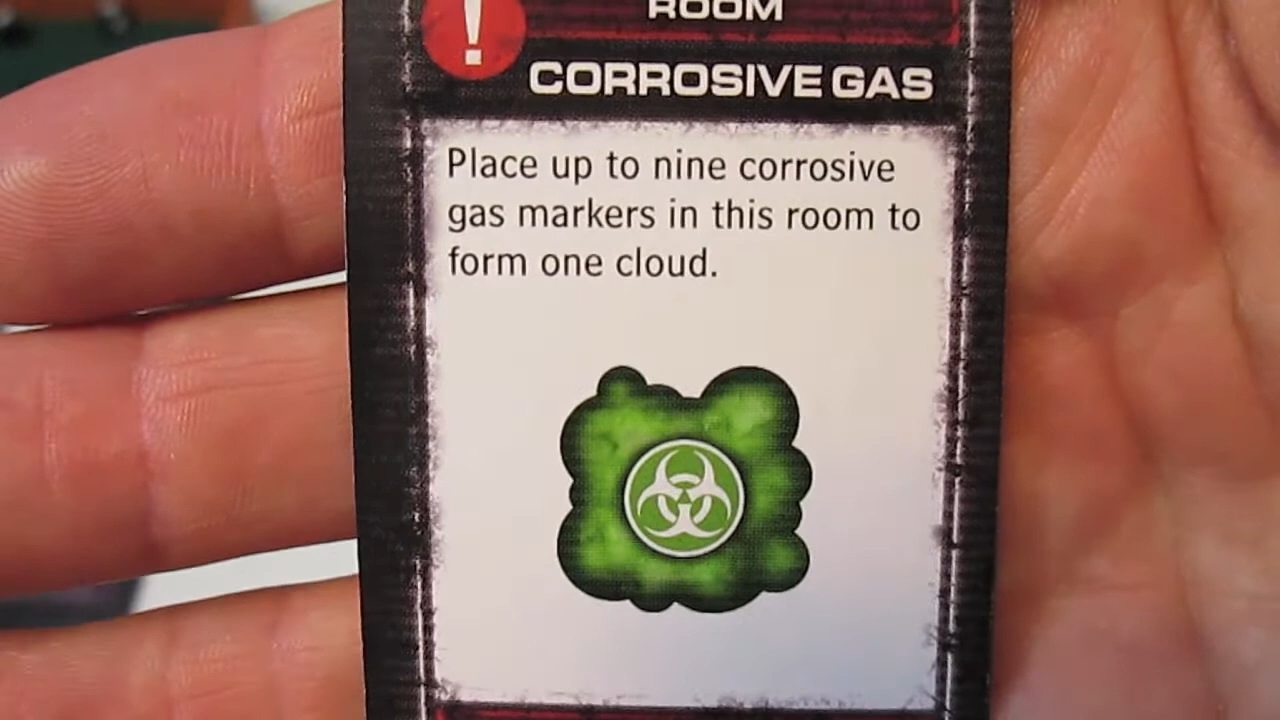 !
ROOM
CORROSIVE GAS
Place up to nine corrosive
gas markers in this room to
form one cloud.